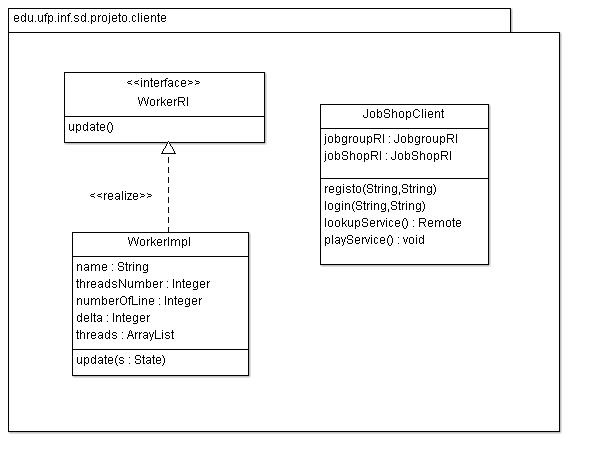 edu.ufp.inf.sd.projeto.cliente
<<interface>>
WorkerRI
update()
<<realize>>
WorkerImpl
name : String
threadsNumber : Integer
numberOfLine : Integer
delta : Integer
threads : ArrayList
update(s : State)
JobShopClient
jobgroupRI : JobgroupRI
jobShopRI : JobShopRI
registo(String,String)
login(String,String)
lookupService() : Remote
playService() : void